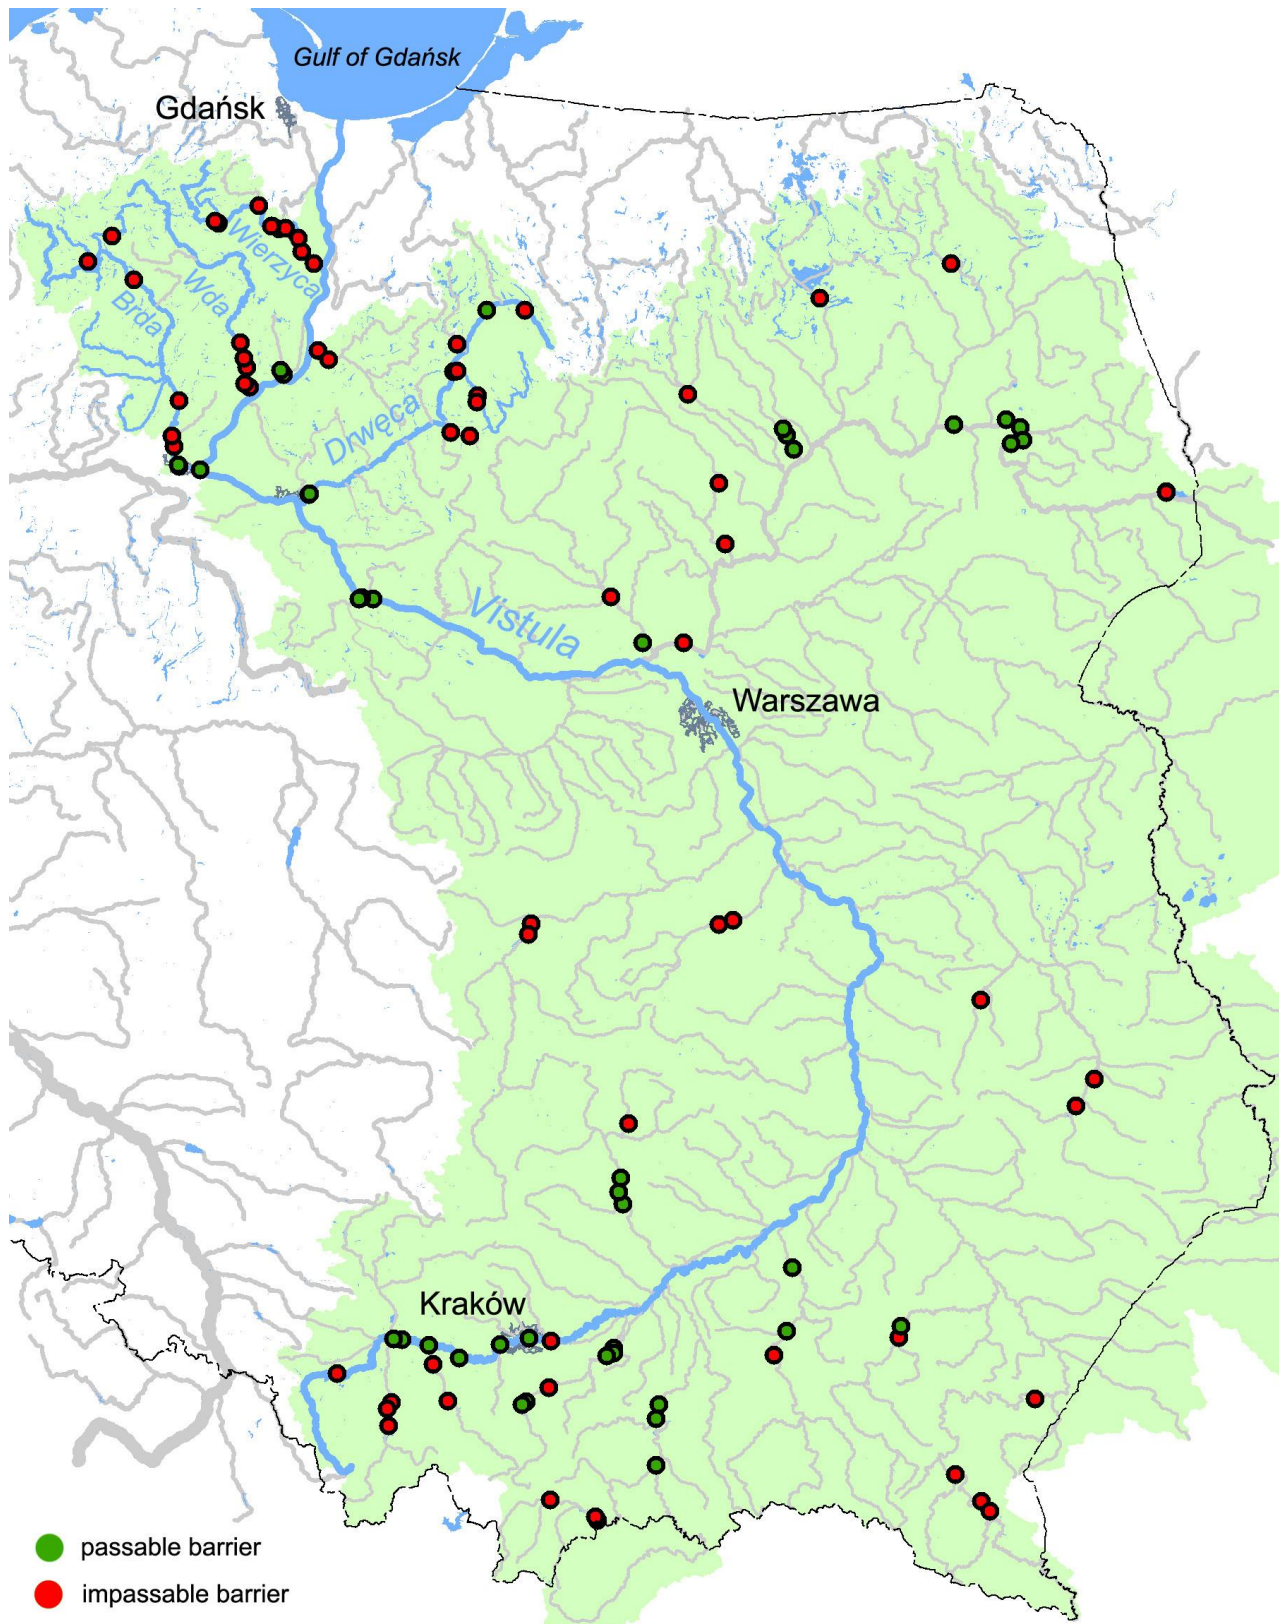 Gulf of Gdańsk
Gdańsk
Wierzyca
Wda
Brda
Drwęca
Vistula
Warszawa
Kraków
passable barrier
impassable barrier